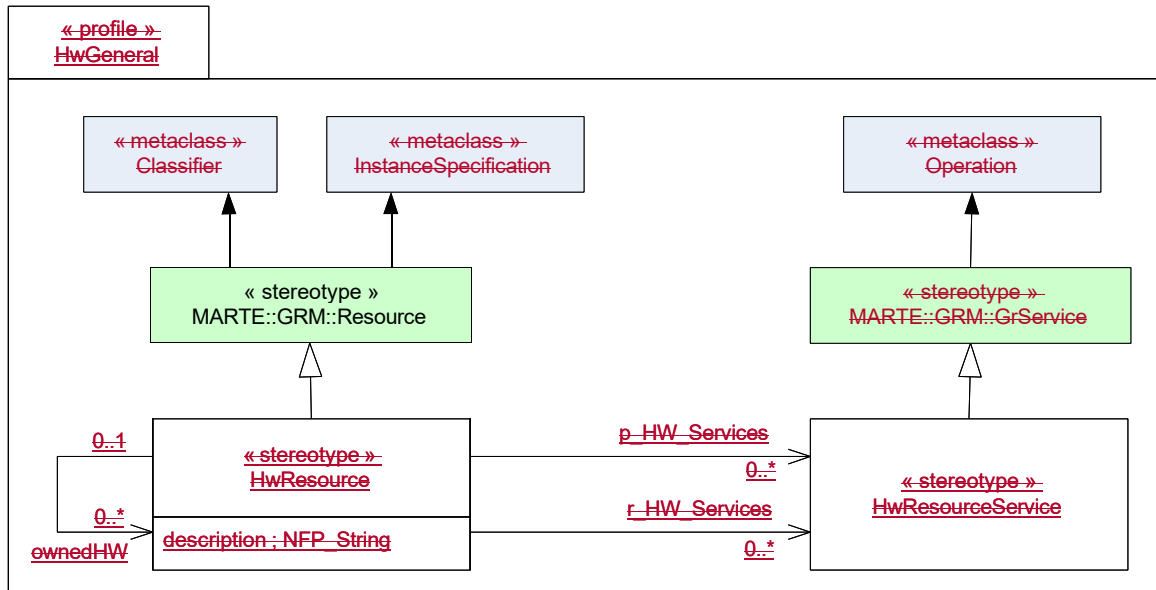 « profile »
HwGeneral
« metaclass »
Classifier
« metaclass »
InstanceSpecification
« metaclass »
Operation
« stereotype »
MARTE::GRM::Resource
« stereotype »
MARTE::GRM::GrService
0..1
« stereotype »
HwResource
p_HW_Services
0..*
« stereotype »
HwResourceService
0..*
ownedHW
description ; NFP_String
r_HW_Services
0..*